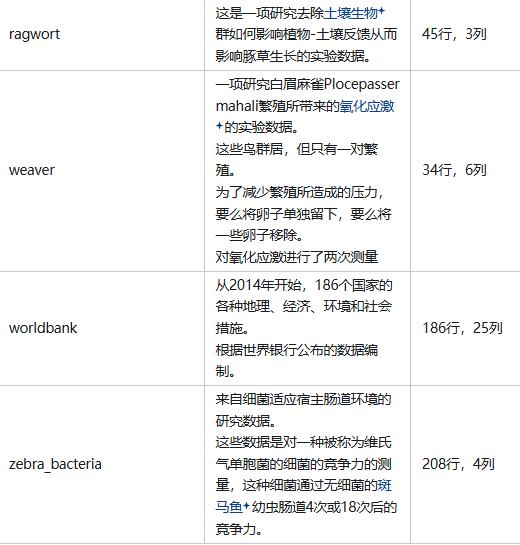 ragwort
这是一项研究去除土壤生物
群如何影响植物-土壤反馈从而
影响豚草生长的实验数据。
45行，3列
weaver
一项研究白眉麻雀Plocepasser
mahali繁殖所带来的氧化应激
的实验数据。
这些鸟群居，但只有一对繁
殖。
为了减少繁殖所造成的压力，
要么将卵子单独留下，要么将
一些卵子移除。
对氧化应激进行了两次测量
34行，6列
worldbank
从2014年开始，186个国家的
各种地理、经济、环境和社会
措施。
根据世界银行公布的数据编
制。
186行，25列
zebra_bacteria
来自细菌适应宿主肠道环境的
研究数据。
这些数据是对一种被称为维氏
气单胞菌的细菌的竞争力的测
量，这种细菌通过无细菌的斑
马鱼幼虫肠道4次或18次后的
竞争力。
208行，4列